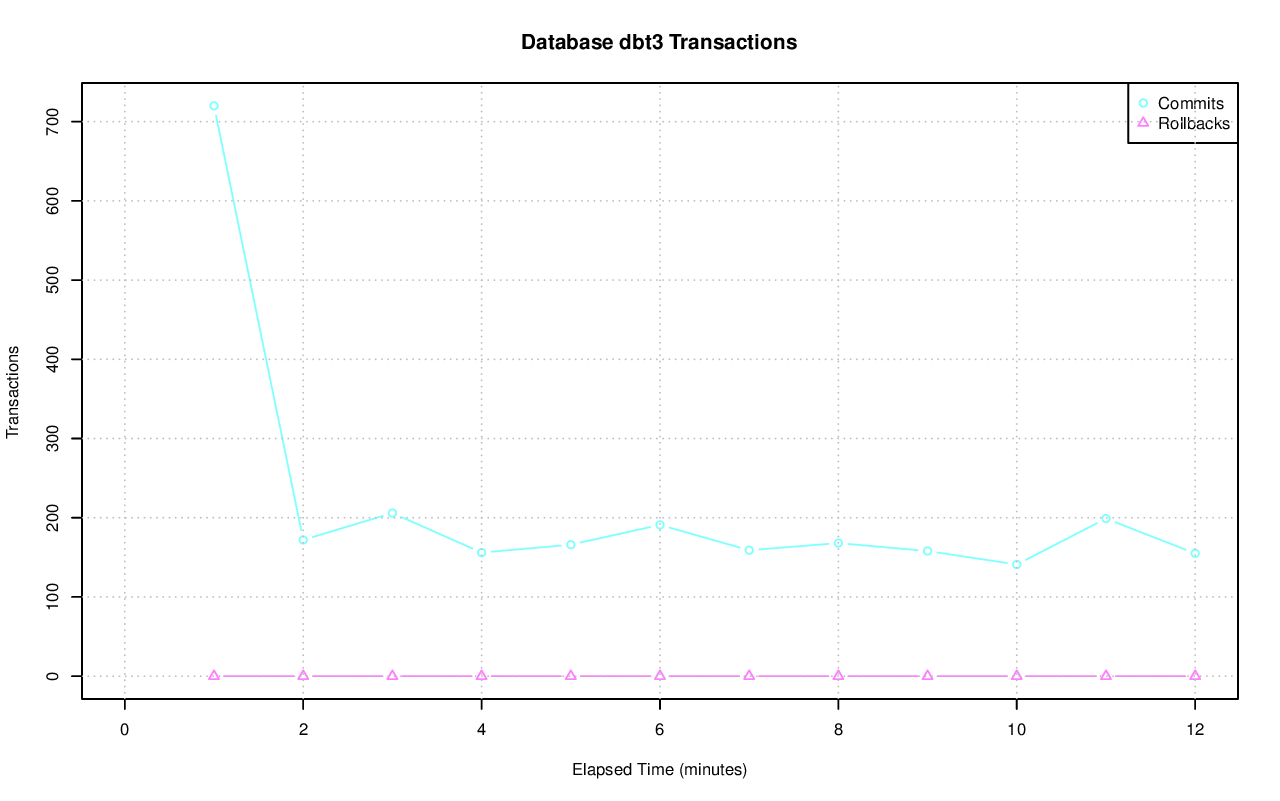 Database dbt3 Transactions
Commits
Rollbacks
700
600
500
400
300
200
100
0
Transactions
0 2 4 6 8 10 12
Elapsed Time (minutes)